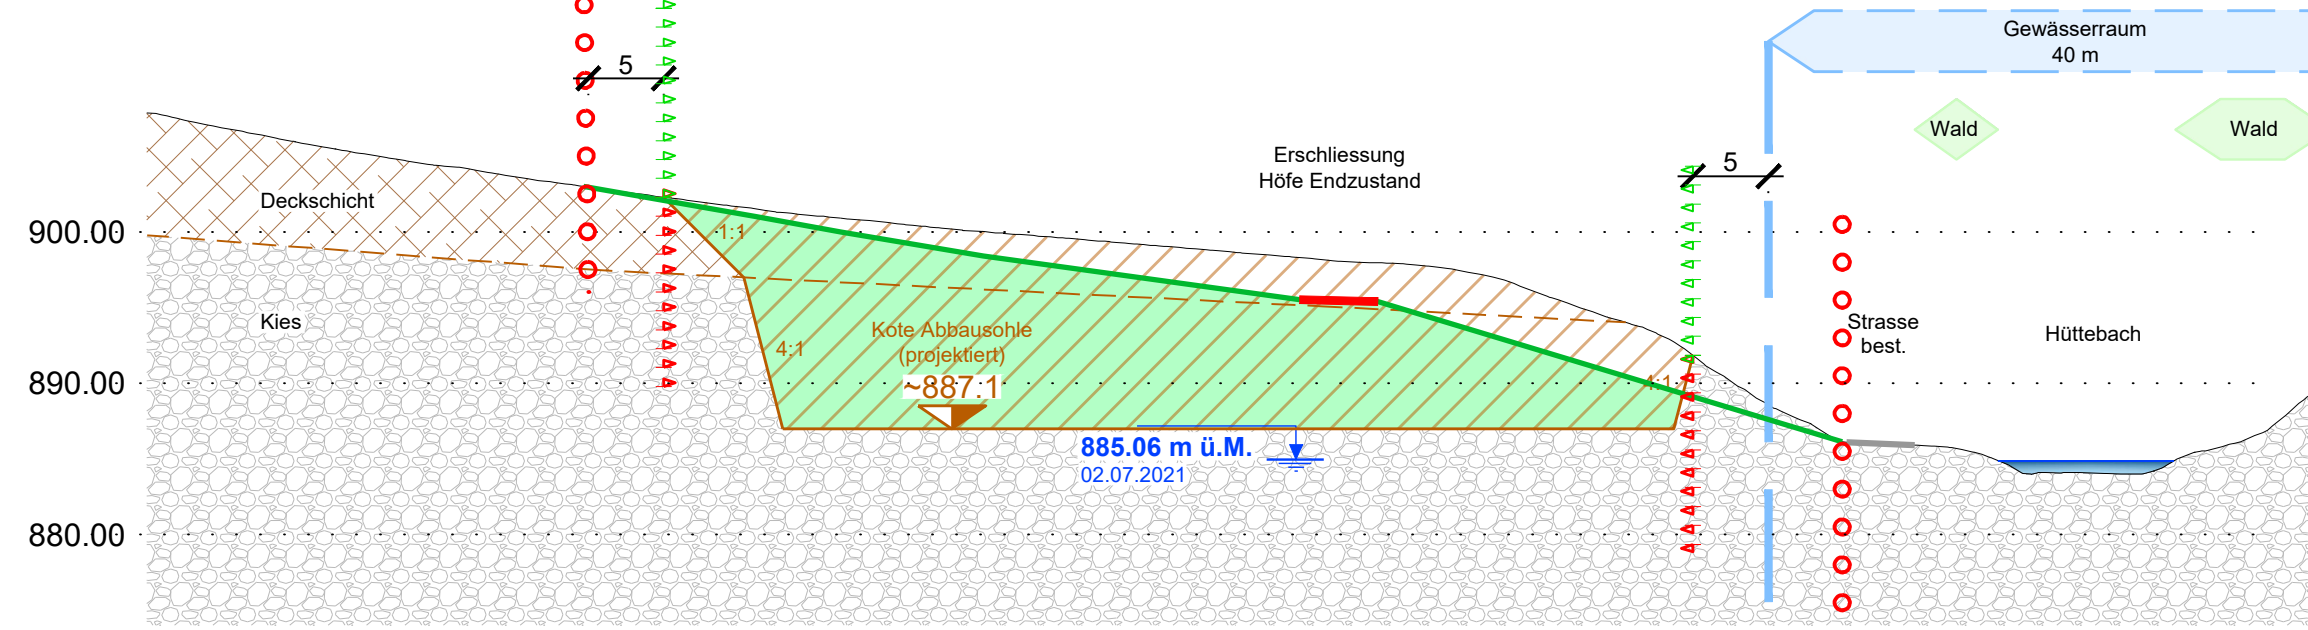 5
Gewässerraum
40 m
Wald
Wald
Erschliessung
Höfe Endzustand
5
Deckschicht
900.00
1:1
Kies
Kote Abbausohle
(projektiert)
~887.1
4:1
Strasse
best.
Hüttebach
890.00
4:1
885.06 m ü.M.
02.07.2021
880.00